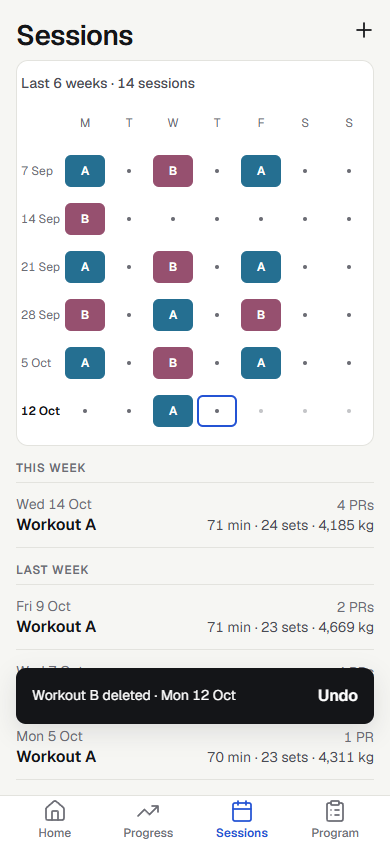 Sessions
Last 6 weeks · 14 sessions
M T W T F S S
7 Sep A B A
14 Sep B
21 Sep A B A
28 Sep B A B
5 Oct A B A
12 Oct A
THIS WEEK
Wed 14 Oct 4 PRs
Workout A 71 min · 24 sets · 4,185 kg
LAST WEEK
Fri 9 Oct 2 PRs
Workout A 71 min · 23 sets · 4,669 kg
Workout B deleted · Mon 12 Oct Undo
Mon 5 Oct 1 PR
Workout A 70 min · 23 sets · 4,311 kg
Home Progress Sessions Program